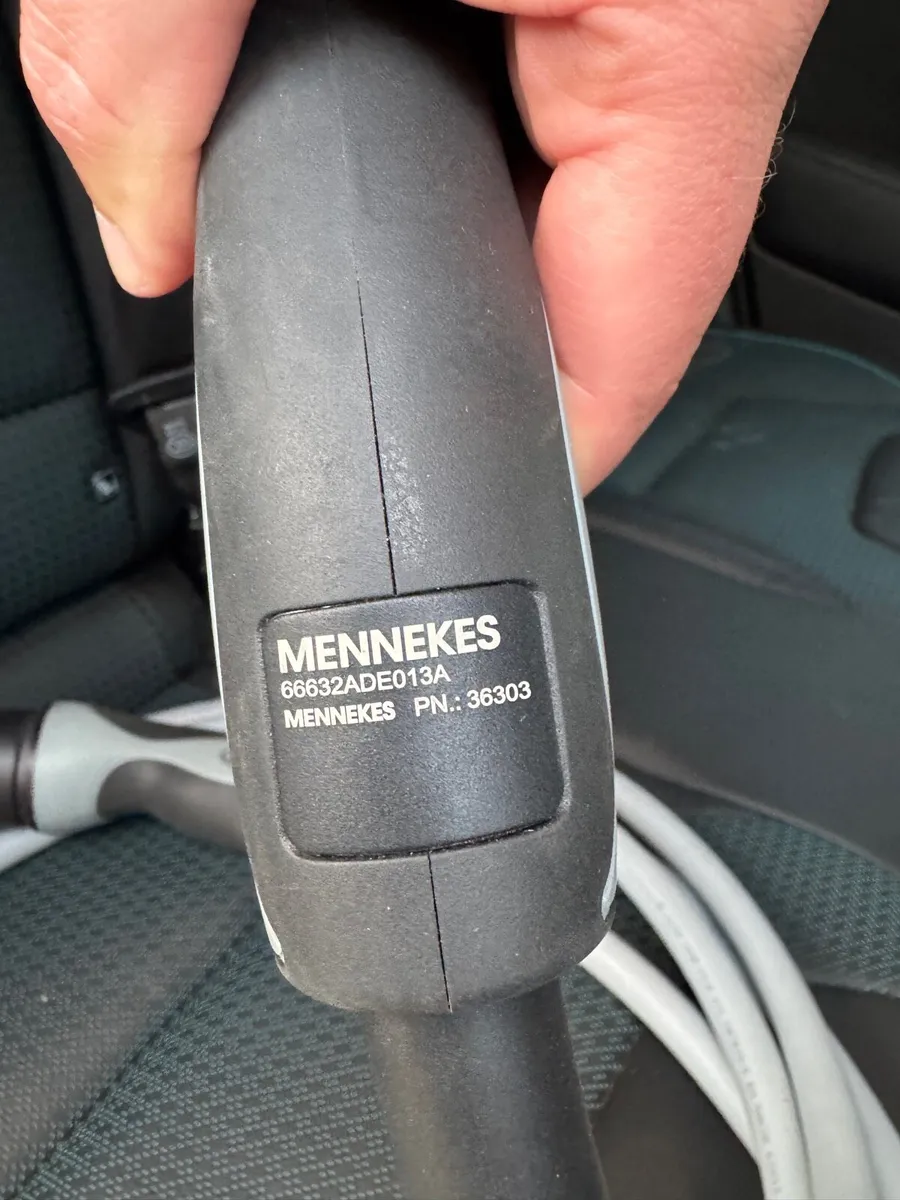 MENNEKES
66632ADE013A
MENNEKES PN.: 36303